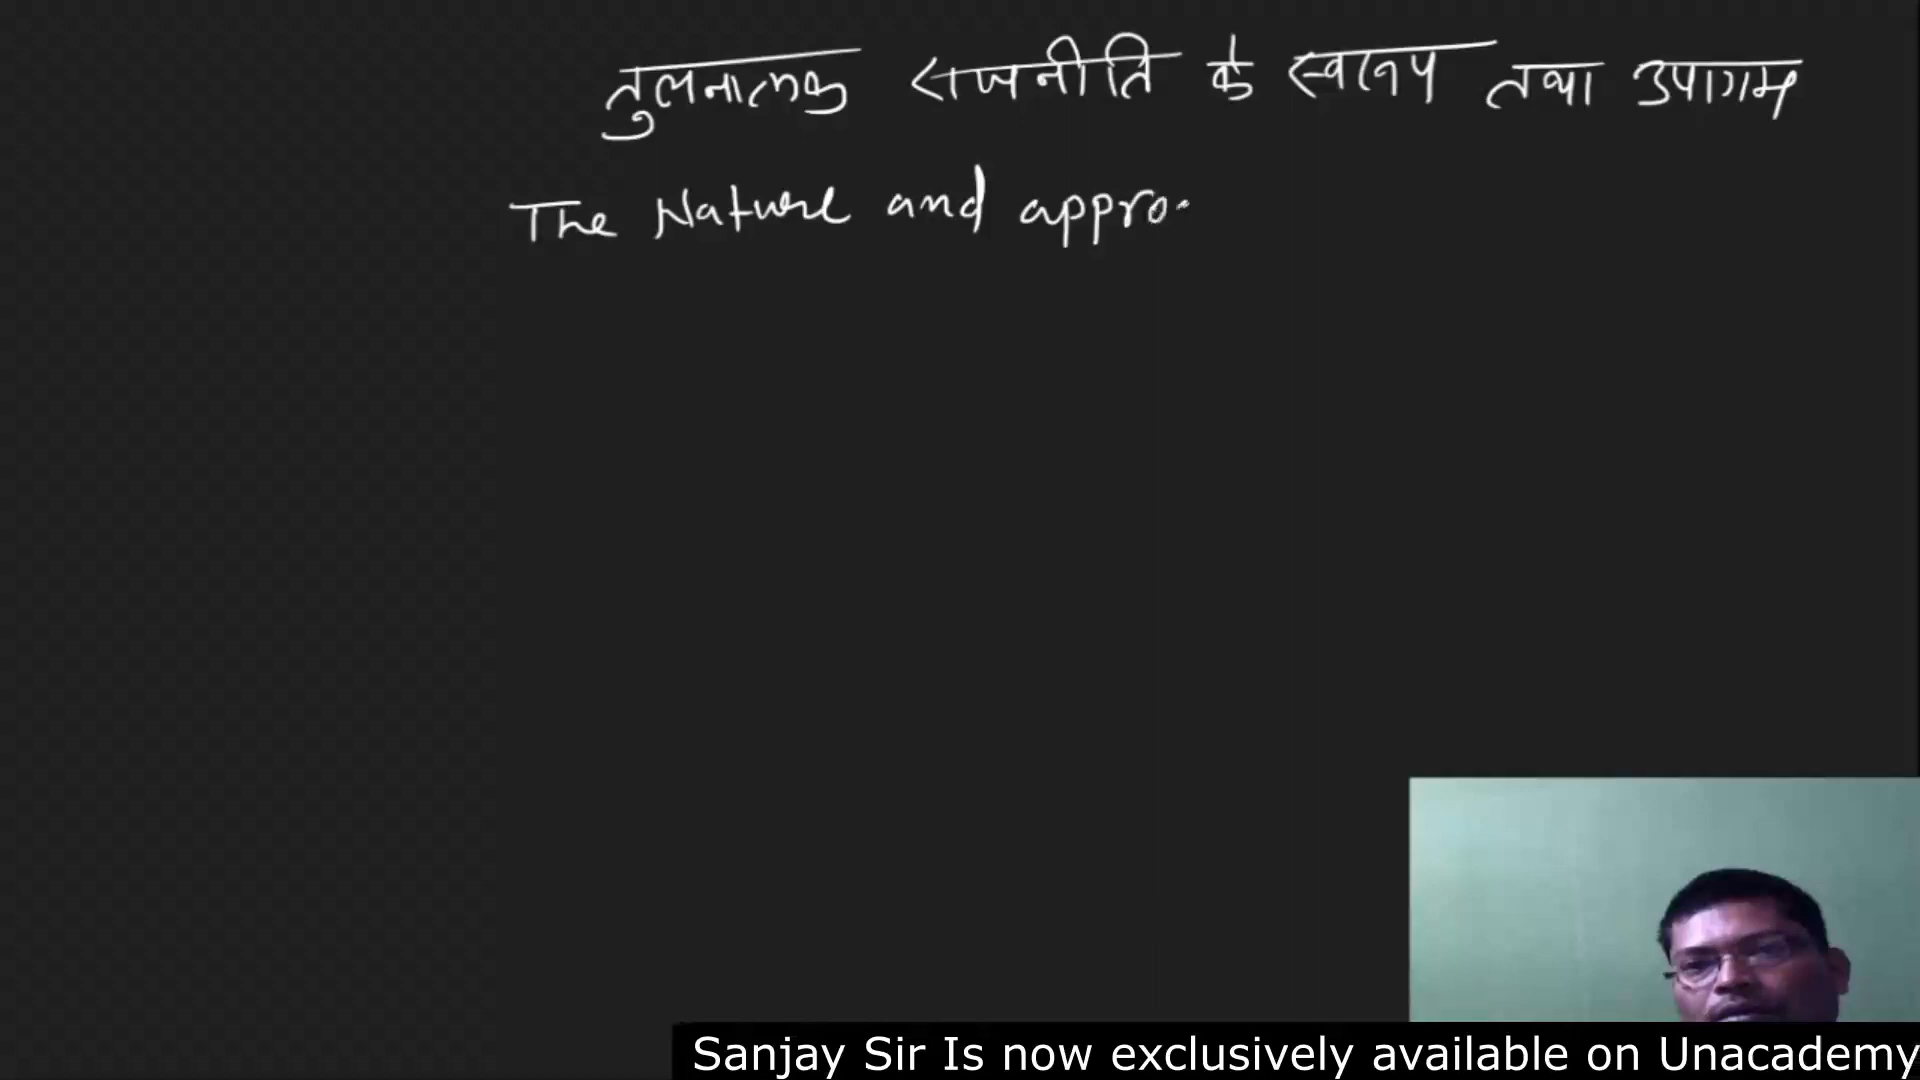 तुलनात्मक राजनीति के स्वरूप तथा उपागम
The Nature and appro
Sanjay Sir Is now exclusively available on Unacademy